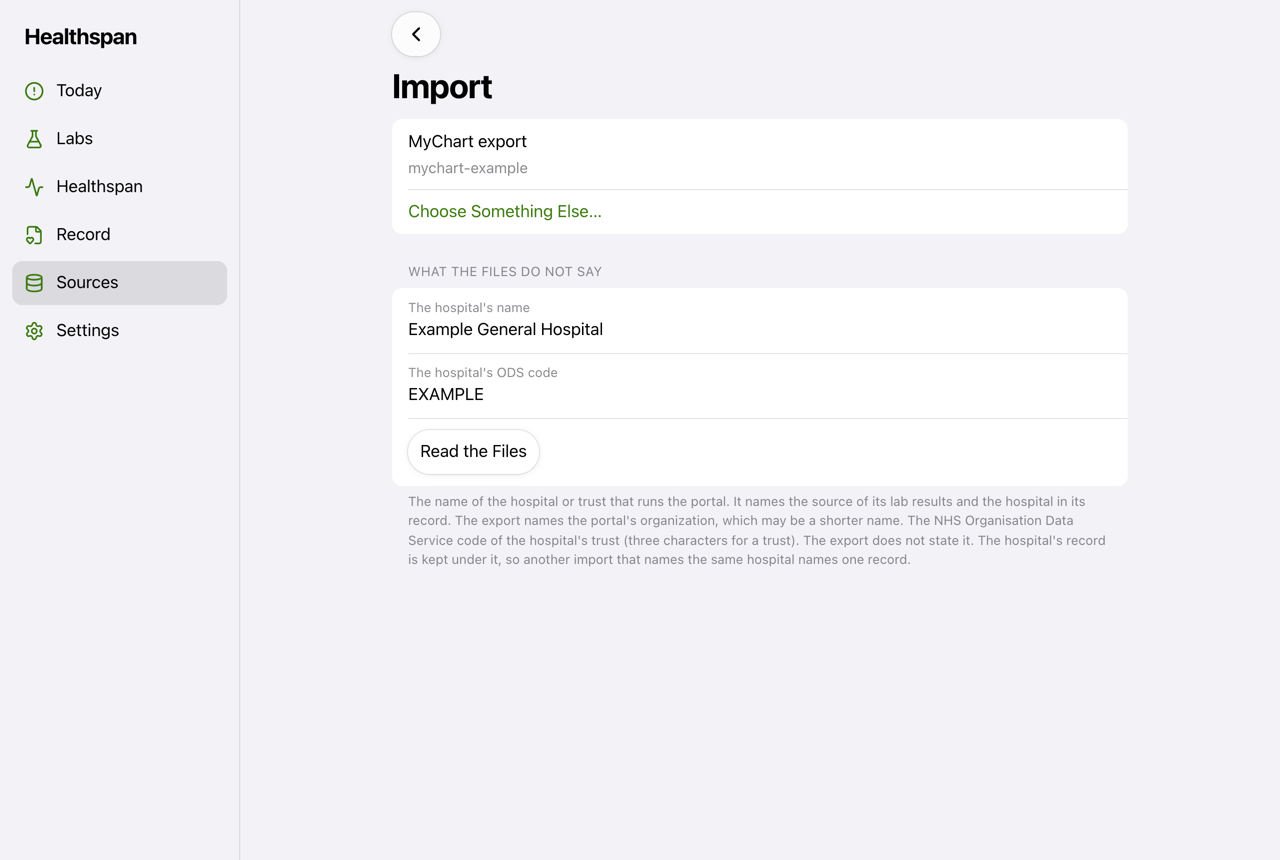 Healthspan
Today
Labs
Healthspan
Record
Sources
Settings
Import
MyChart export
mychart-example
Choose Something Else...
WHAT THE FILES DO NOT SAY
The hospital's name
Example General Hospital
The hospital's ODS code
EXAMPLE
Read the Files
The name of the hospital or trust that runs the portal. It names the source of its lab results and the hospital in its
record. The export names the portal's organization, which may be a shorter name. The NHS Organisation Data
Service code of the hospital's trust (three characters for a trust). The export does not state it. The hospital's record
is kept under it, so another import that names the same hospital names one record.